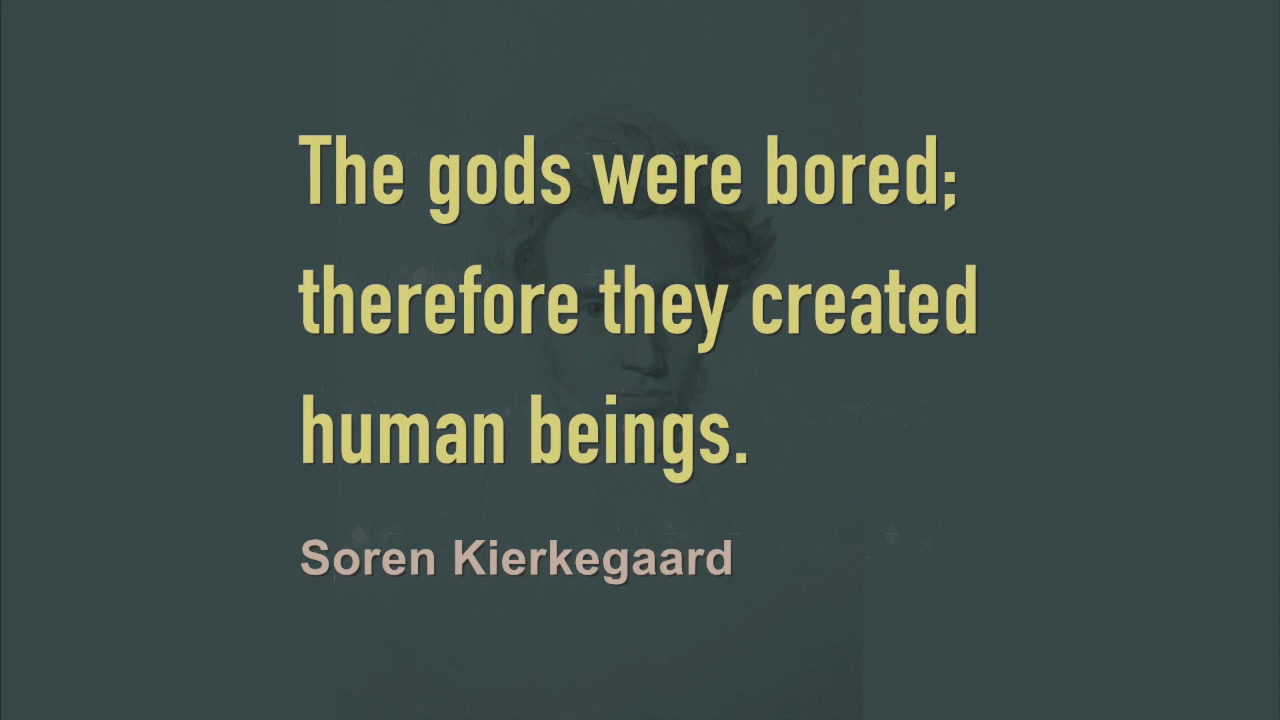 The gods were bored;
therefore they created
human beings.
Soren Kierkegaard